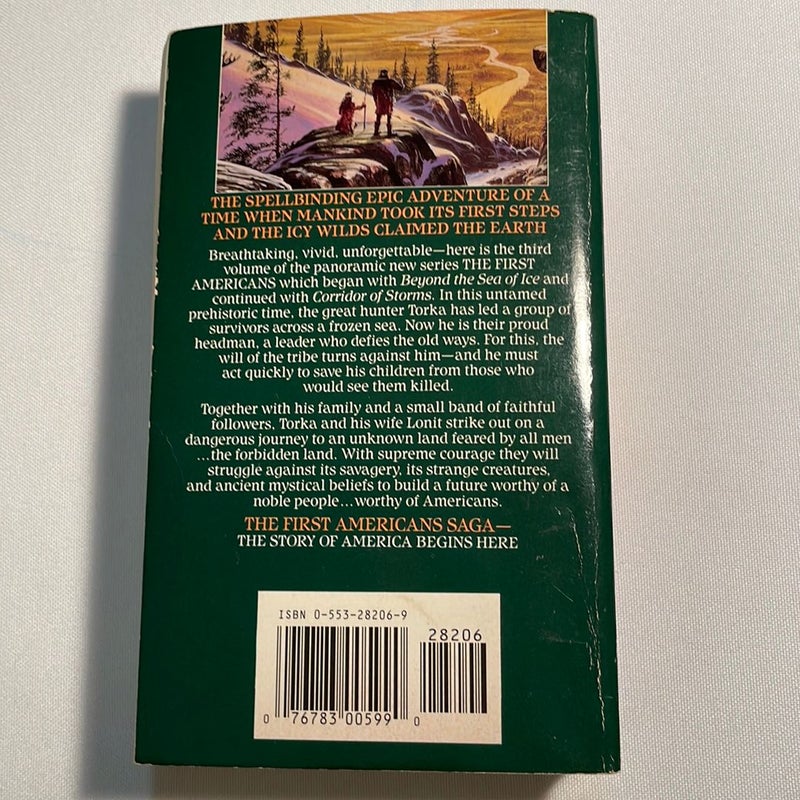 THE SPELLBINDING EPIC ADVENTURE OF A
TIME WHEN MANKIND TOOK ITS FIRST STEPS
AND THE ICY WILDS CLAIMED THE EARTH
Breathtaking, vivid, unforgettable—here is the third
volume of the panoramic new series THE FIRST
AMERICANS which began with Beyond the Sea of Ice and
continued with Corridor of Storms. In this untamed
prehistoric time, the great hunter Torka has led a group of
survivors across a frozen sea. Now he is their proud
headman, a leader who defies the old ways. For this, the
will of the tribe turns against him—and he must
act quickly to save his children from those who
would see them killed.
Together with his family and a small band of faithful
followers, Torka and his wife Lonit strike out on a
dangerous journey to an unknown land feared by all men
...the forbidden land. With supreme courage they will
struggle against its savagery, its strange creatures,
and ancient mystical beliefs to build a future worthy of a
noble people...worthy of Americans.
THE FIRST AMERICANS SAGA—
THE STORY OF AMERICA BEGINS HERE
ISBN 0-553-28206-9
28206
0 76783 00599 0